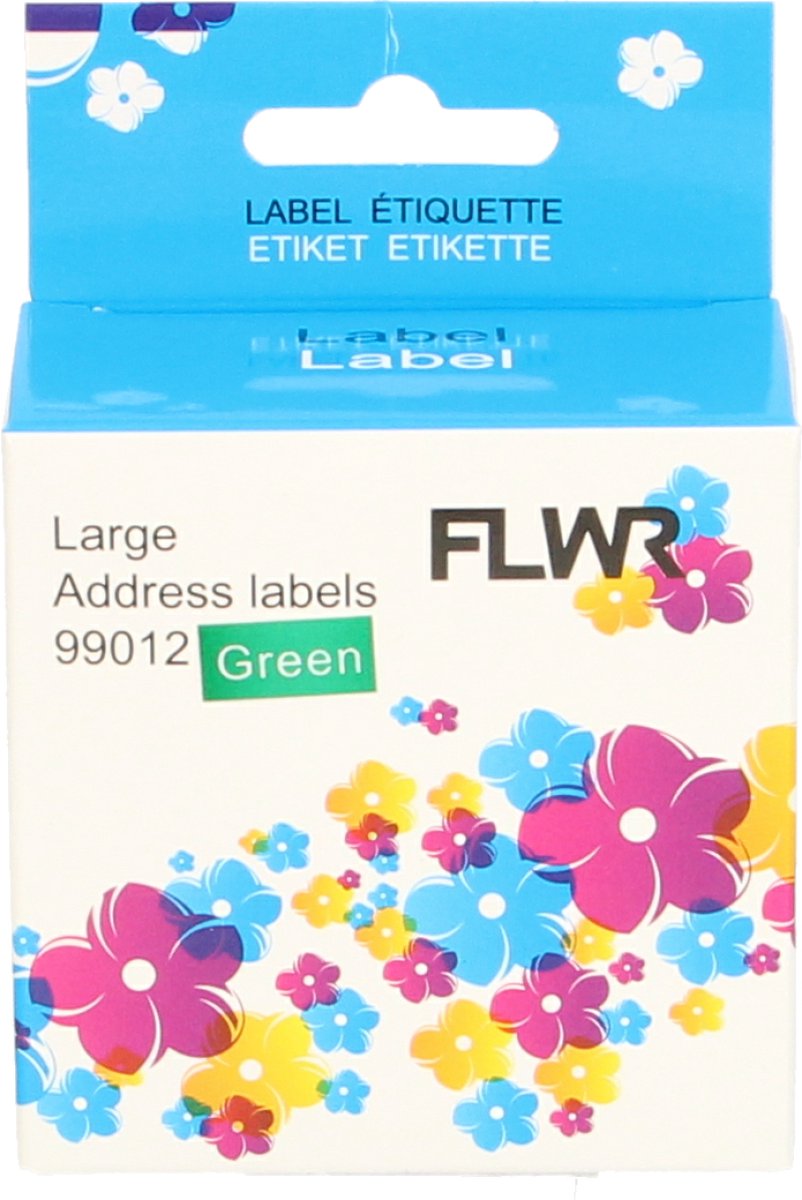 LABEL ÉTIQUETTE
ETIKET ETIKETTE
Label
Label
Large
Address labels
99012 Green
FLWR